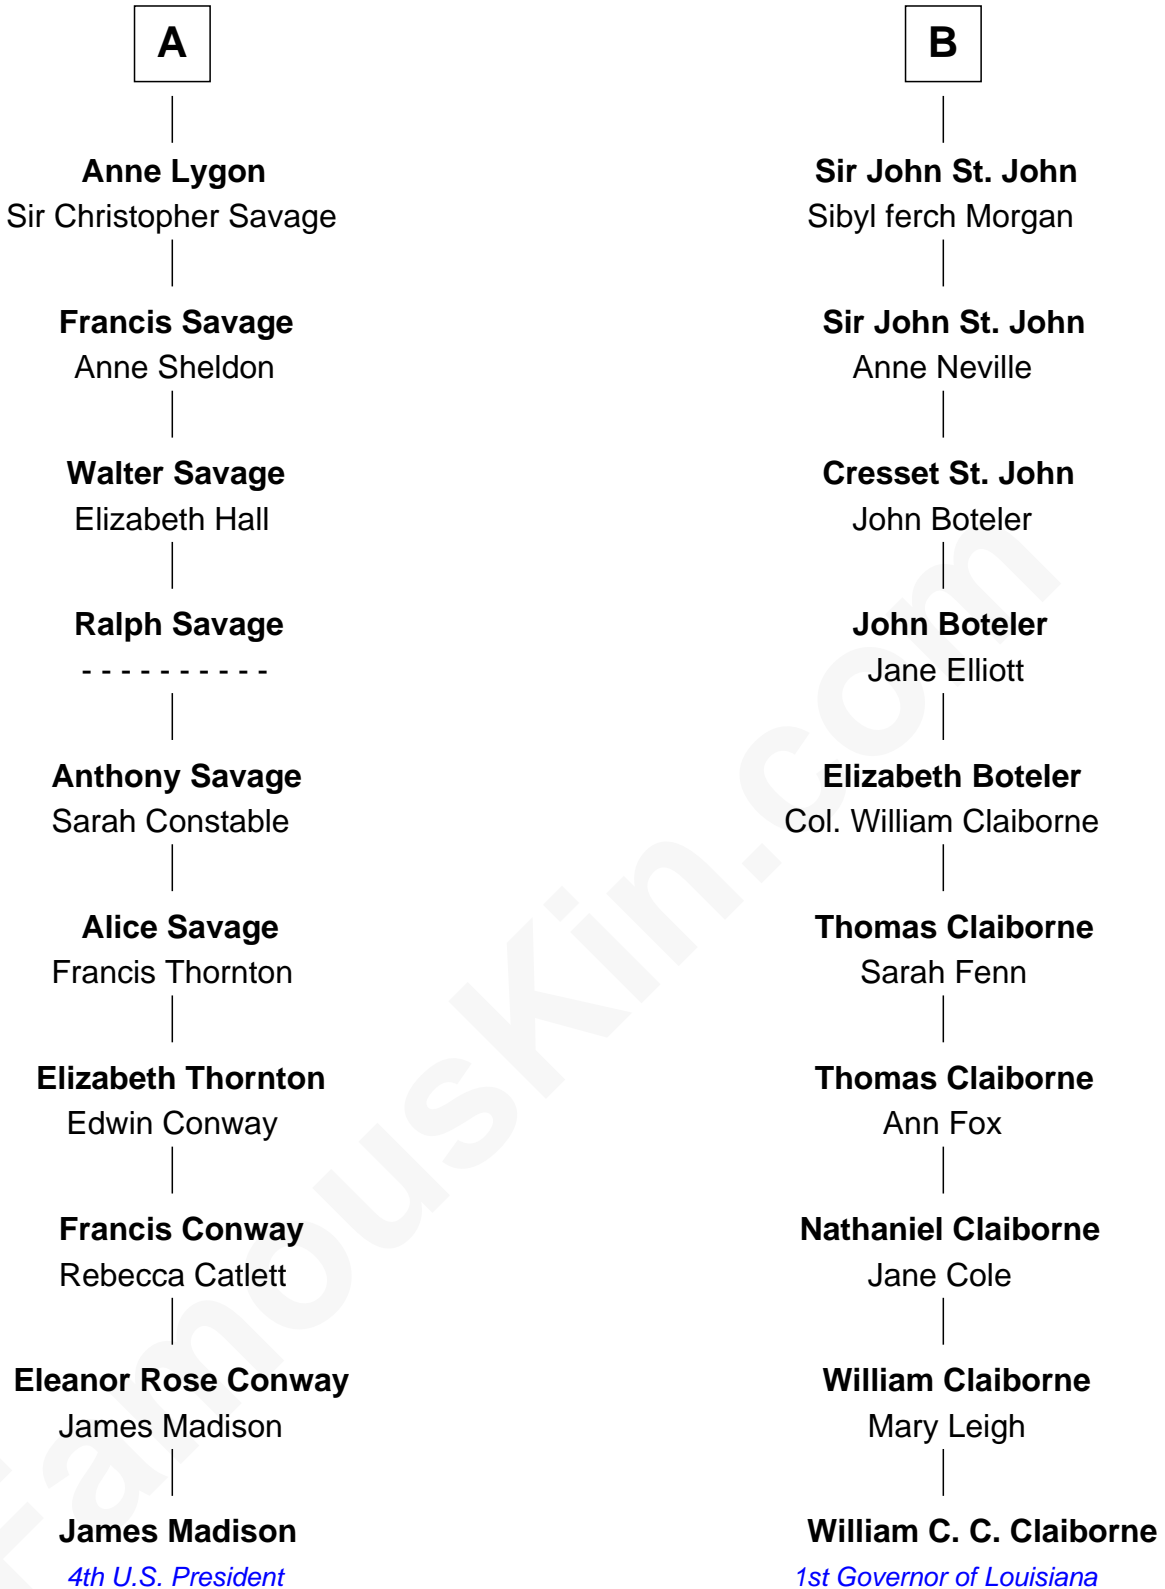 A
Anne Lygon
Sir Christopher Savage
Francis Savage
Anne Sheldon
Walter Savage
Elizabeth Hall
Ralph Savage
- - - - - - - - - -
Anthony Savage
Sarah Constable
Alice Savage
Francis Thornton
Elizabeth Thornton
Edwin Conway
Francis Conway
Rebecca Catlett
Eleanor Rose Conway
James Madison
James Madison
4th U.S. President
B
Sir John St. John
Sibyl ferch Morgan
Sir John St. John
Anne Neville
Cresset St. John
John Boteler
John Boteler
Jane Elliott
Elizabeth Boteler
Col. William Claiborne
Thomas Claiborne
Sarah Fenn
Thomas Claiborne
Ann Fox
Nathaniel Claiborne
Jane Cole
William Claiborne
Mary Leigh
William C. C. Claiborne
1st Governor of Louisiana
FamousKin.com